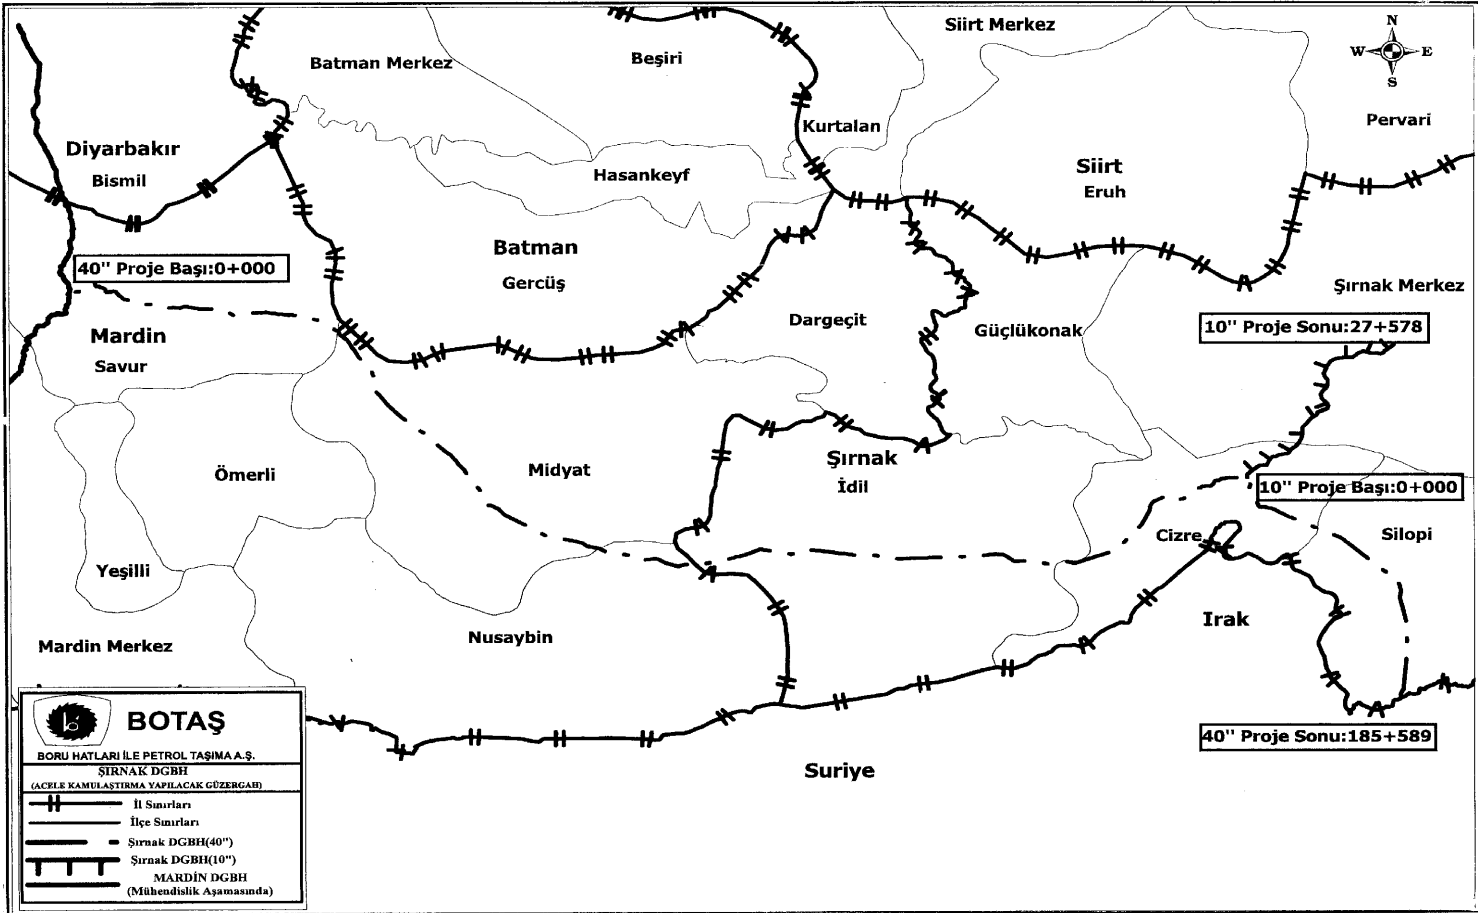 Siirt Merkez
N
W E
S
Batman Merkez
Beşiri
Kurtalan
Pervari
Diyarbakır
Bismil
Hasankeyf
Siirt
Eruh
Batman
Gercüş
40'' Proje Başı:0+000
Şırnak Merkez
Mardin
Savur
Dargeçit
Güçlükonak
10'' Proje Sonu:27+578
Ömerli
Midyat
Şırnak
İdil
10'' Proje Başı:0+000
Cizre
Silopi
Yeşilli
Irak
Mardin Merkez
Nusaybin
40'' Proje Sonu:185+589
Suriye
BOTAŞ
BORU HATLARI İLE PETROL TAŞIMA A.Ş.
ŞIRNAK DGBH
(ACELE KAMULAŞTIRMA YAPILACAK GÜZERGAH)
İl Sınırları
İlçe Sınırları
Şırnak DGBH(40'')
Şırnak DGBH(10'')
MARDİN DGBH
(Mühendislik Aşamasında)